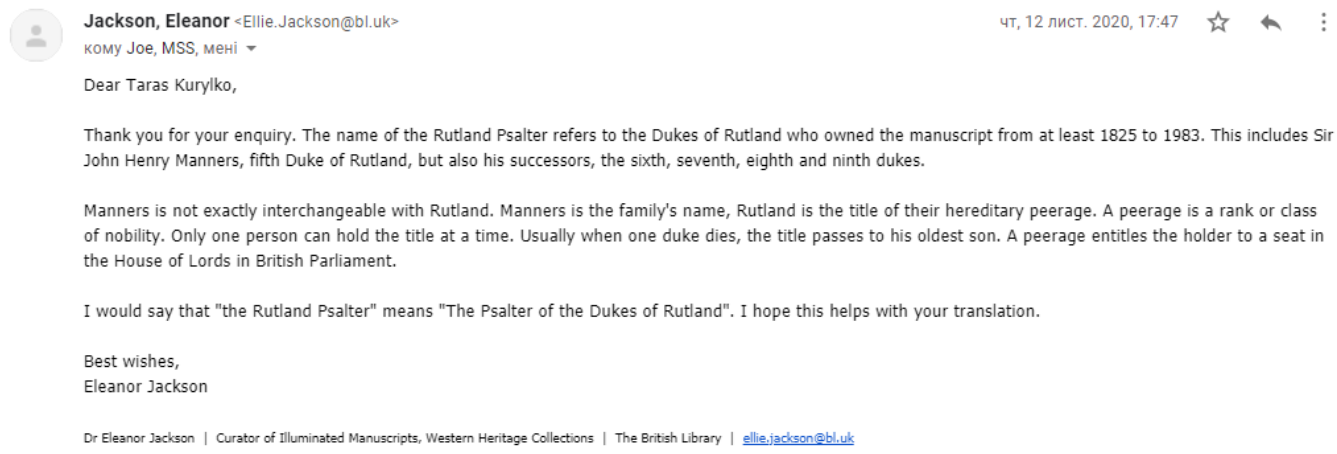 Jackson, Eleanor <Ellie.Jackson@bl.uk>
чт, 12 лист. 2020, 17:47
кому Joe, MSS, мені
Dear Taras Kurylko,
Thank you for your enquiry. The name of the Rutland Psalter refers to the Dukes of Rutland who owned the manuscript from at least 1825 to 1983. This includes Sir
John Henry Manners, fifth Duke of Rutland, but also his successors, the sixth, seventh, eighth and ninth dukes.
Manners is not exactly interchangeable with Rutland. Manners is the family's name, Rutland is the title of their hereditary peerage. A peerage is a rank or class
of nobility. Only one person can hold the title at a time. Usually when one duke dies, the title passes to his oldest son. A peerage entitles the holder to a seat in
the House of Lords in British Parliament.
I would say that "the Rutland Psalter" means "The Psalter of the Dukes of Rutland". I hope this helps with your translation.
Best wishes,
Eleanor Jackson
Dr Eleanor Jackson | Curator of Illuminated Manuscripts, Western Heritage Collections | The British Library | ellie.jackson@bl.uk